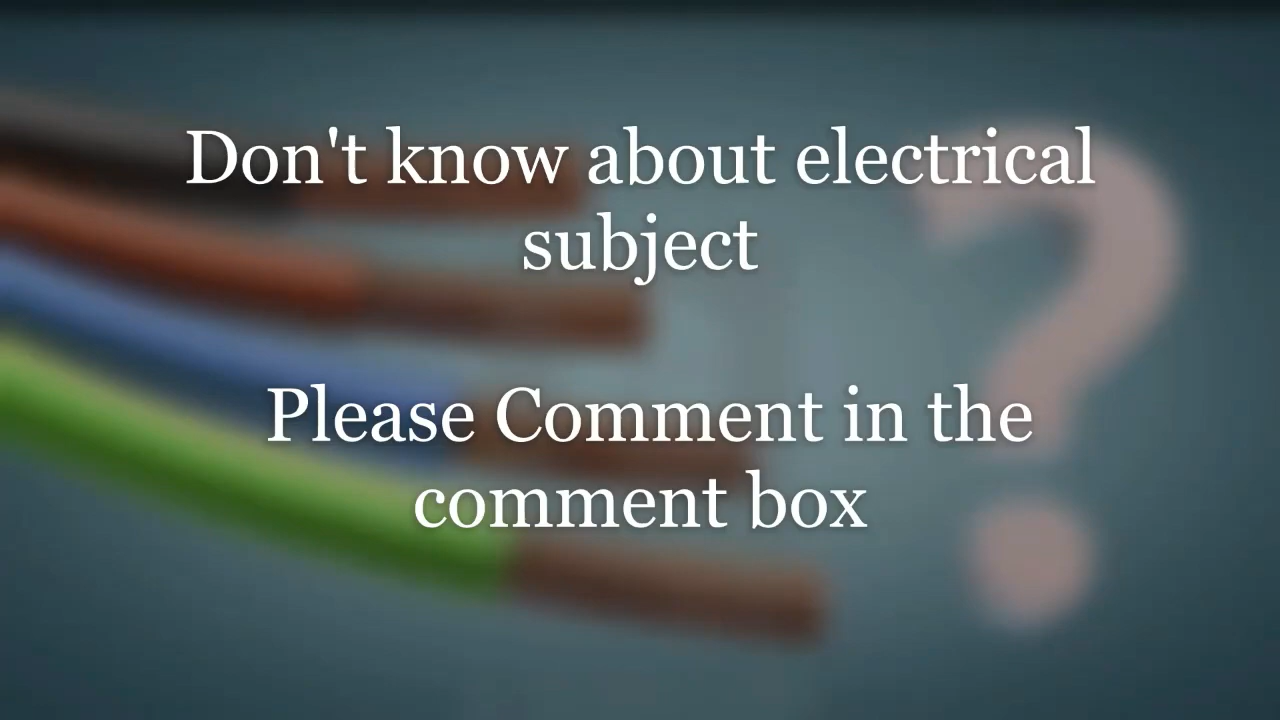 Don't know about electrical
subject
Please Comment in the
comment box